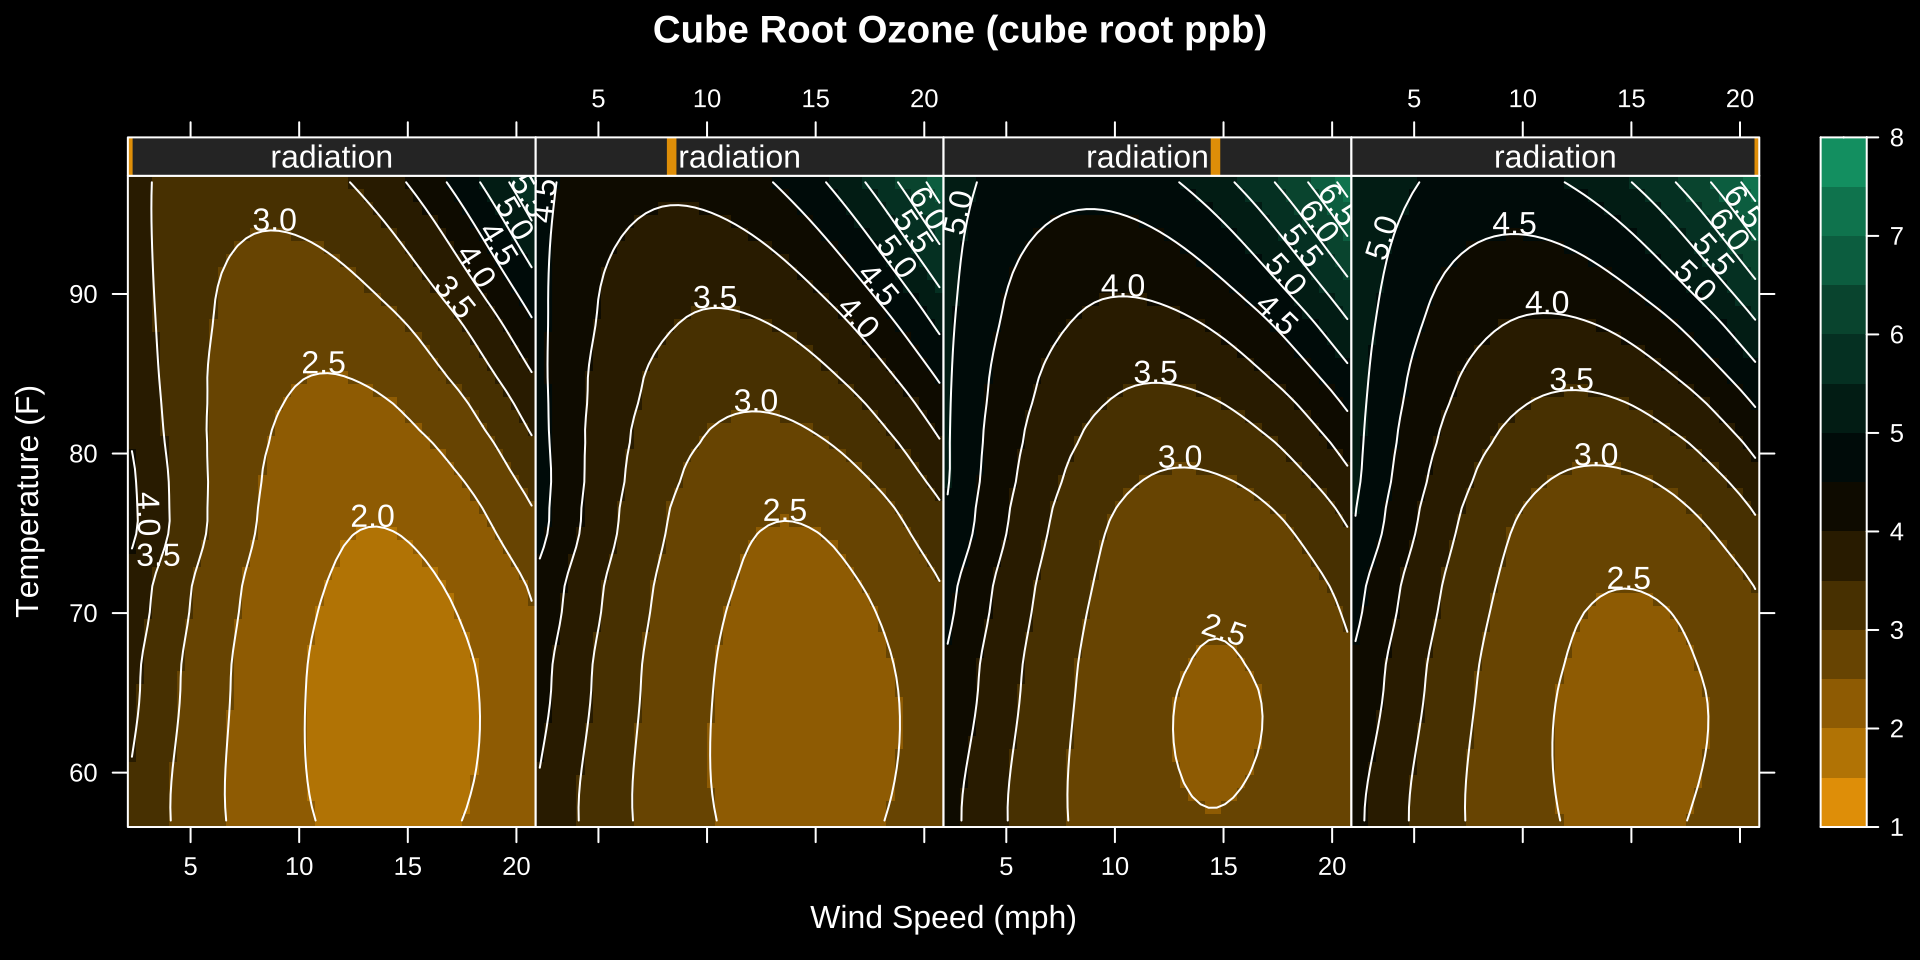 Cube Root Ozone (cube root ppb)
5 10 15 20 5 10 15 20
radiation radiation radiation radiation
3.0 3.5 4.0 4.5 5.0 5.5
2.5
2.0
4.0
3.5
4.5 6.0 5.5 5.0 4.5 4.0
3.5
3.0
2.5
5.0 6.5 6.0 5.5 5.0 4.5
4.0
3.5
3.0
2.5
5.0 4.5 6.5 6.0 5.5 5.0
4.0
3.5
3.0
2.5
90
80
70
60
Temperature (F)
5 10 15 20 5 10 15 20
Wind Speed (mph)
8
7
6
5
4
3
2
1